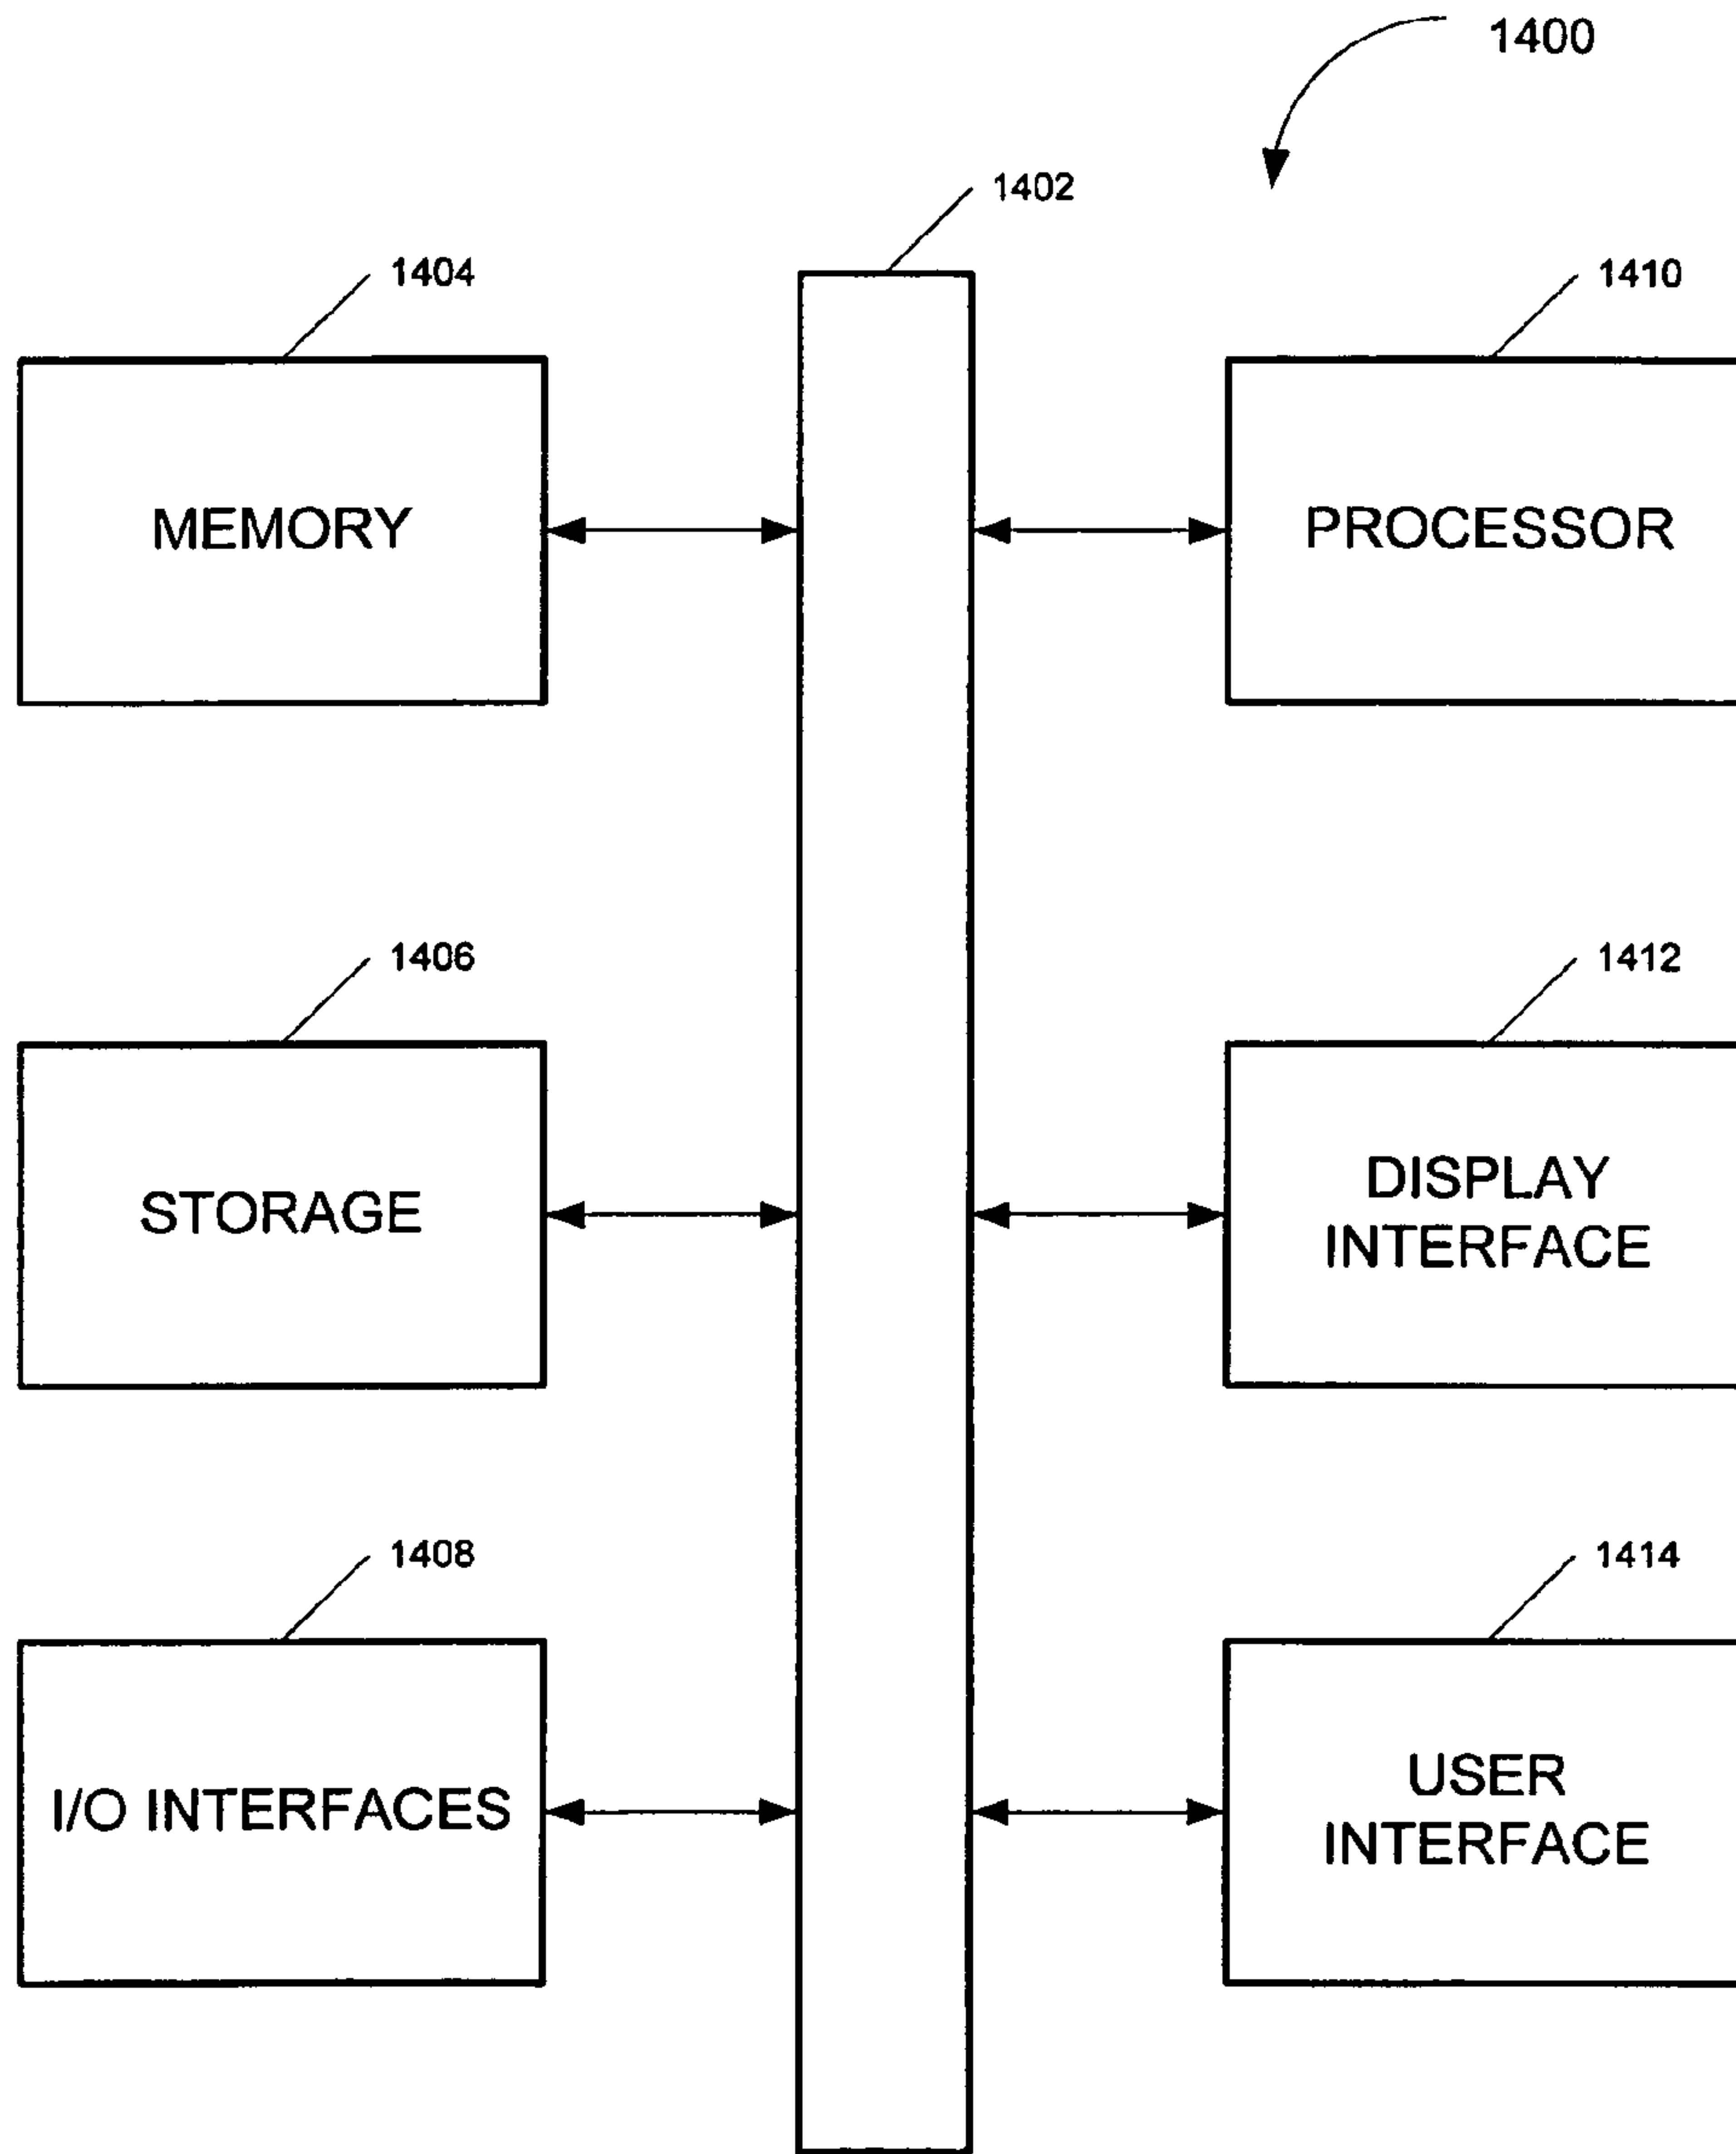 1400
1402
1404
1410
MEMORY
PROCESSOR
1406
1412
STORAGE
DISPLAY
INTERFACE
1408
1414
I/O INTERFACES
USER
INTERFACE